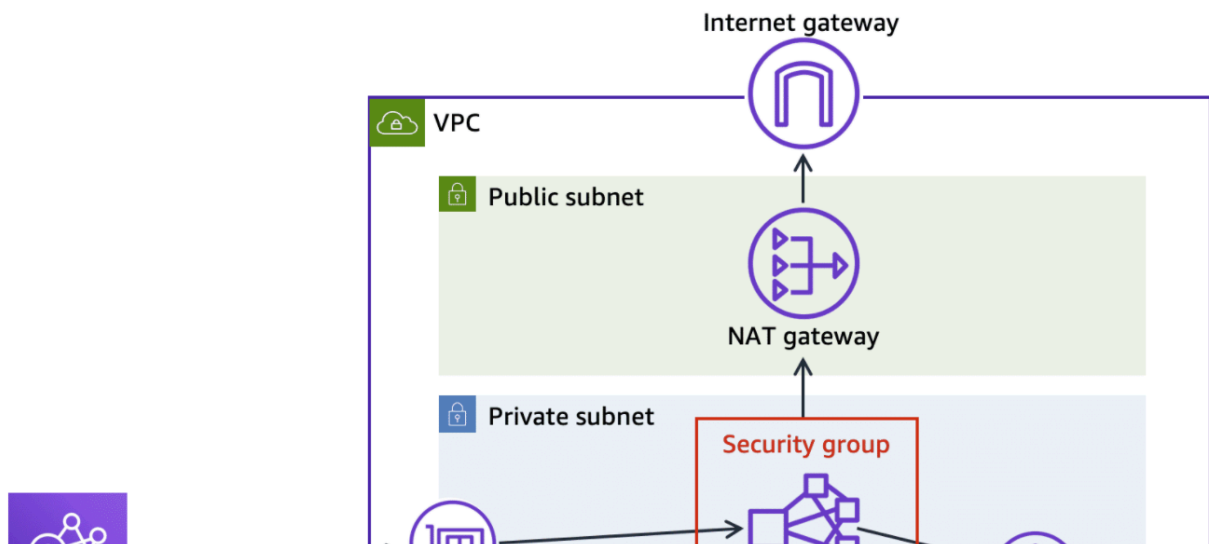 Internet gateway
VPC
Public subnet
NAT gateway
Private subnet
Security group